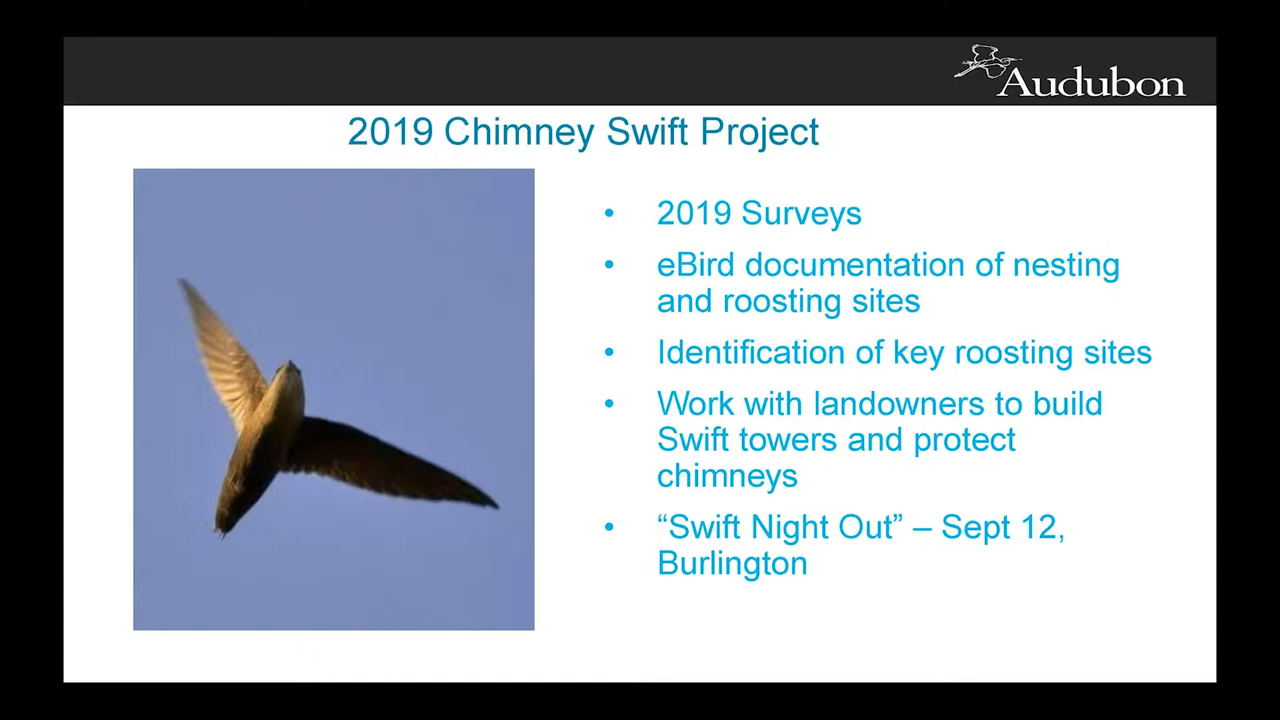 Audubon
2019 Chimney Swift Project
• 2019 Surveys
• eBird documentation of nesting
and roosting sites
• Identification of key roosting sites
• Work with landowners to build
Swift towers and protect
chimneys
• “Swift Night Out” – Sept 12,
Burlington